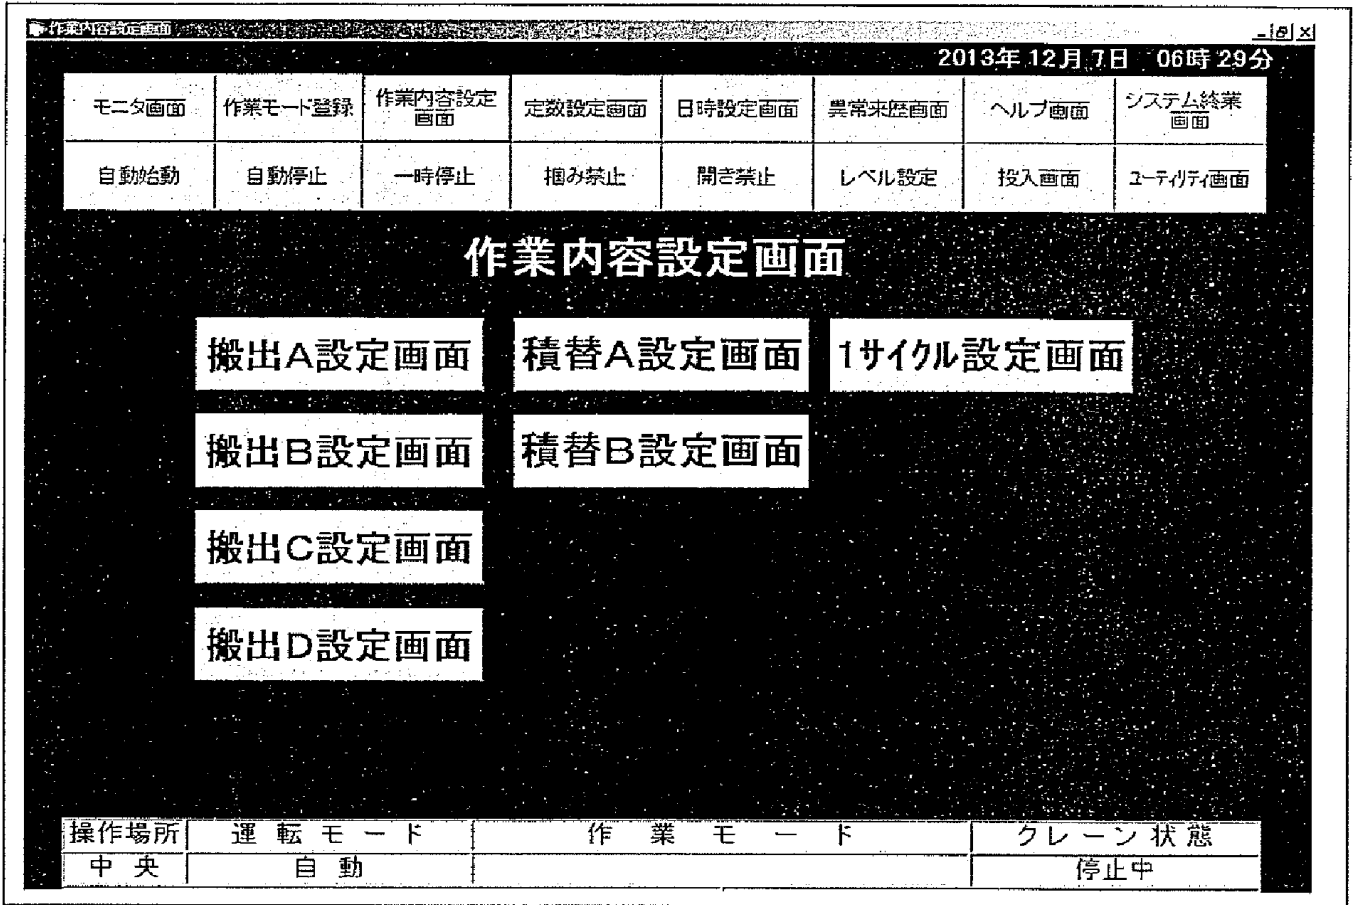 作業内容設定画面
2013年 12月 7日 06時 29分
モニタ画面 作業モード登録 作業内容設定画面 定数設定画面 日時設定画面 異常来歴画面 ヘルプ画面 システム終業画面
自動始動 自動停止 一時停止 掴み禁止 開き禁止 レベル設定 投入画面 ユーティリティ画面
作業内容設定画面
搬出A設定画面 積替A設定画面 1サイクル設定画面
搬出B設定画面 積替B設定画面
搬出C設定画面
搬出D設定画面
操作場所 運転モード 作業モード クレーン状態
中央 自動 停止中